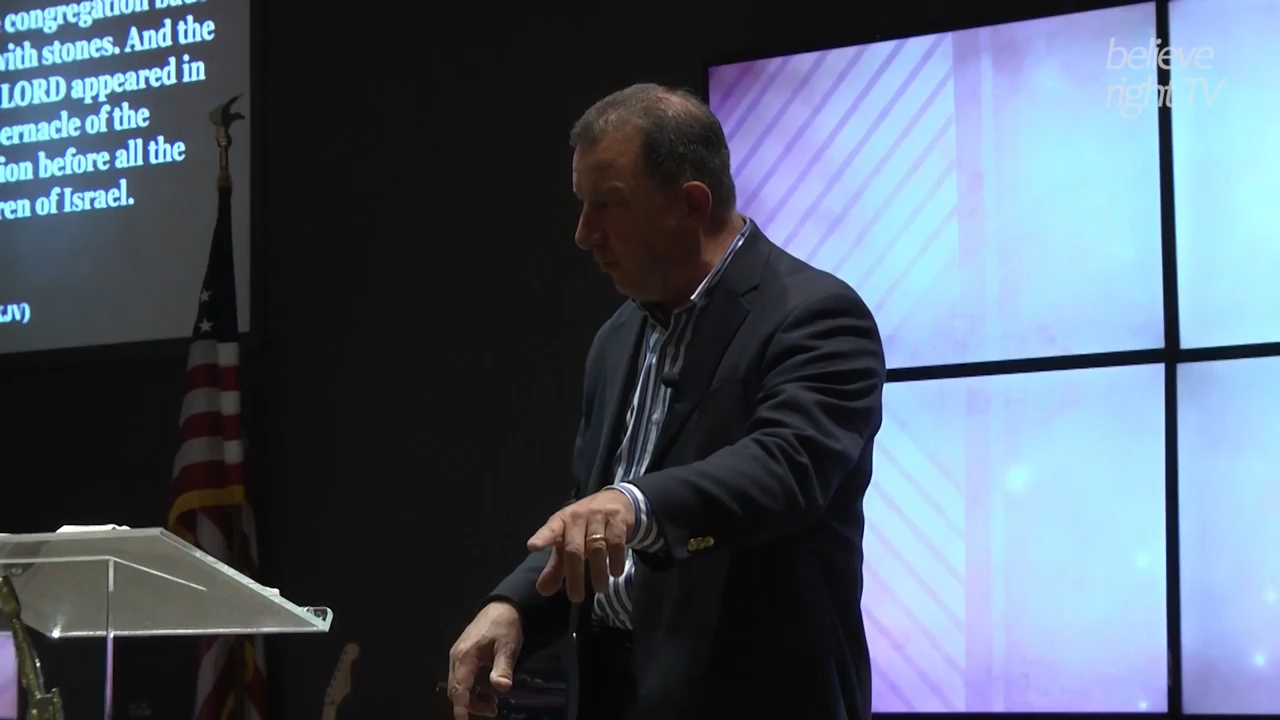 congregation
with stones. And the
LORD appeared in
ernacle of the
ion before all the
ren of Israel.
KJV)
believe
right TV